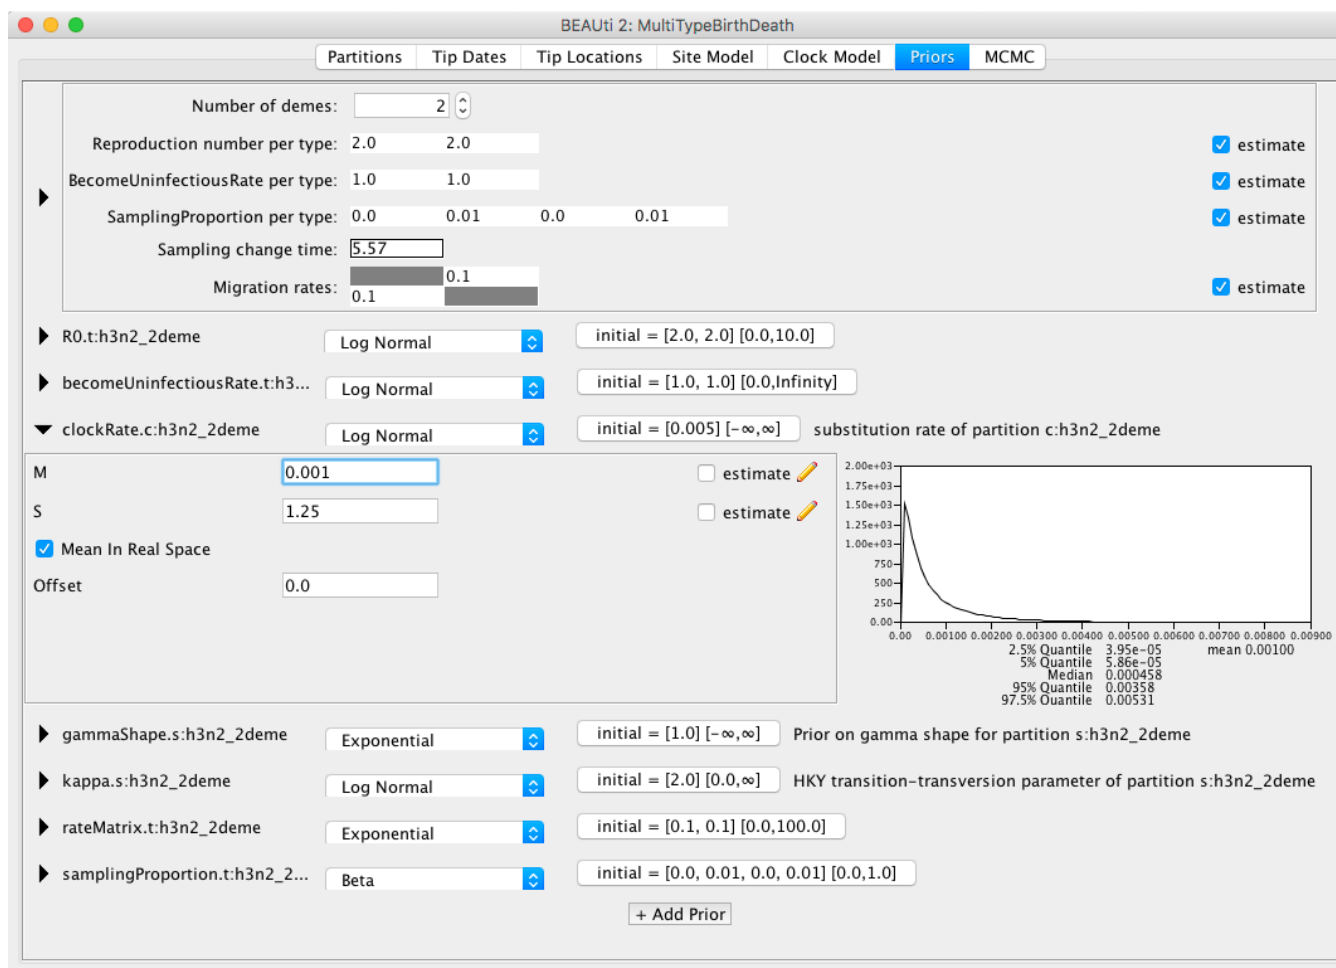 BEAUti 2: MultiTypeBirthDeath
Partitions Tip Dates Tip Locations Site Model Clock Model Priors MCMC
Number of demes: 2
Reproduction number per type: 2.0 2.0 estimate
BecomeUninfectiousRate per type: 1.0 1.0 estimate
SamplingProportion per type: 0.0 0.01 0.0 0.01 estimate
Sampling change time: 5.57
Migration rates: 0.1 0.1 estimate
R0.t:h3n2_2deme Log Normal initial = [2.0, 2.0] [0.0,10.0]
becomeUninfectiousRate.t:h3... Log Normal initial = [1.0, 1.0] [0.0,Infinity]
clockRate.c:h3n2_2deme Log Normal initial = [0.005] [-∞,∞] substitution rate of partition c:h3n2_2deme
M 0.001 estimate
S 1.25 estimate
Mean In Real Space
Offset 0.0
2.00e+03
1.75e+03
1.50e+03
1.25e+03
1.00e+03
750
500
250
0.00
0.00 0.00100 0.00200 0.00300 0.00400 0.00500 0.00600 0.00700 0.00800 0.00900
2.5% Quantile 3.95e-05 mean 0.00100
5% Quantile 5.86e-05
Median 0.000458
95% Quantile 0.00358
97.5% Quantile 0.00531
gammaShape.s:h3n2_2deme Exponential initial = [1.0] [-∞,∞] Prior on gamma shape for partition s:h3n2_2deme
kappa.s:h3n2_2deme Log Normal initial = [2.0] [0.0,∞] HKY transition-transversion parameter of partition s:h3n2_2deme
rateMatrix.t:h3n2_2deme Exponential initial = [0.1, 0.1] [0.0,100.0]
samplingProportion.t:h3n2_2... Beta initial = [0.0, 0.01, 0.0, 0.01] [0.0,1.0]
+ Add Prior